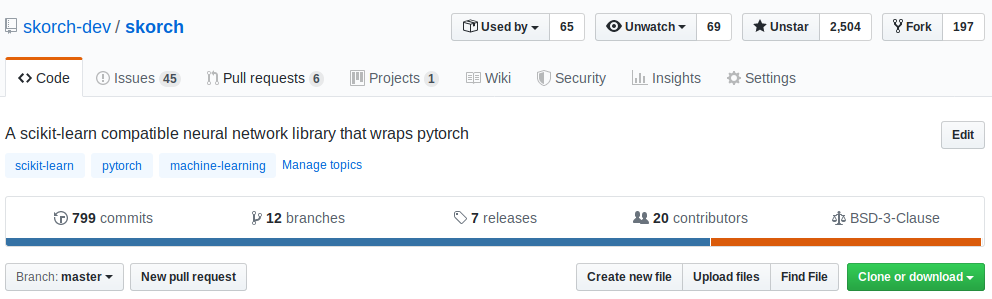 skorch-dev / skorch Used by 65 Unwatch 69 Unstar 2,504 Fork 197
Code Issues 45 Pull requests 6 Projects 1 Wiki Security Insights Settings
A scikit-learn compatible neural network library that wraps pytorch Edit
scikit-learn pytorch machine-learning Manage topics
799 commits 12 branches 7 releases 20 contributors BSD-3-Clause
Branch: master New pull request Create new file Upload files Find File Clone or download